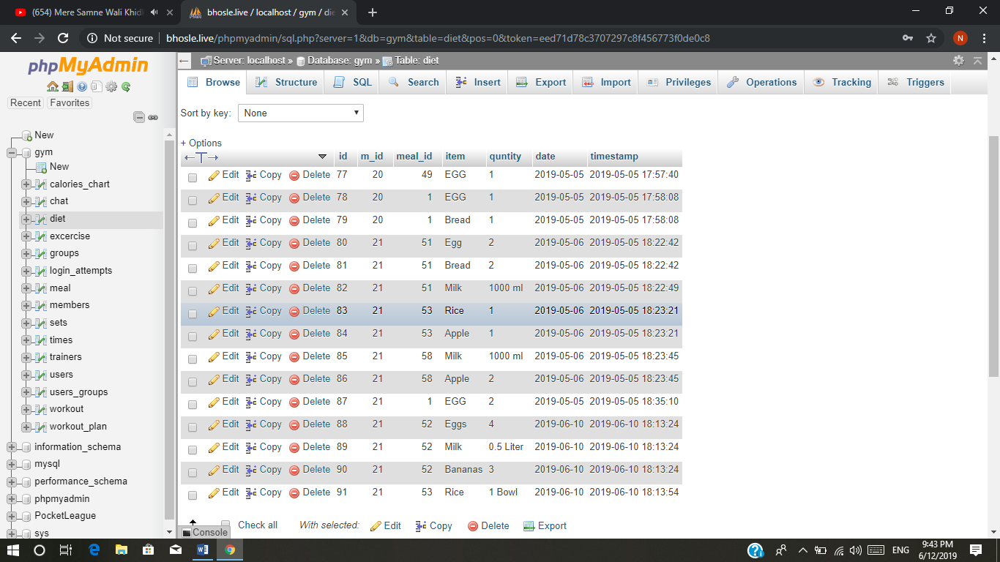 (654) Mere Samne Wali Khidk
bhosle.live / localhost / gym / die
Not secure
bhosle.live/phpmyadmin/sql.php?server=1&db=gym&table=diet&pos=0&token=eed71d78c3707297c8f456773f0de0c8
N
phpMyAdmin
Recent Favorites
New
gym
New
calories_chart
chat
diet
excercise
groups
login_attempts
meal
members
sets
times
trainers
users
users_groups
workout
workout_plan
information_schema
mysql
performance_schema
phpmyadmin
PocketLeague
sys
Server: localhost » Database: gym » Table: diet
Browse Structure SQL Search Insert Export Import Privileges Operations Tracking Triggers
Sort by key: None
+ Options
←T→ id m_id meal_id item quntity date timestamp
Edit Copy Delete 77 20 49 EGG 1 2019-05-05 2019-05-05 17:57:40
Edit Copy Delete 78 20 1 EGG 1 2019-05-05 2019-05-05 17:58:08
Edit Copy Delete 79 20 1 Bread 1 2019-05-05 2019-05-05 17:58:08
Edit Copy Delete 80 21 51 Egg 2 2019-05-06 2019-05-05 18:22:42
Edit Copy Delete 81 21 51 Bread 2 2019-05-06 2019-05-05 18:22:42
Edit Copy Delete 82 21 51 Milk 1000 ml 2019-05-06 2019-05-05 18:22:49
Edit Copy Delete 83 21 53 Rice 1 2019-05-06 2019-05-05 18:23:21
Edit Copy Delete 84 21 53 Apple 1 2019-05-06 2019-05-05 18:23:21
Edit Copy Delete 85 21 58 Milk 1000 ml 2019-05-06 2019-05-05 18:23:45
Edit Copy Delete 86 21 58 Apple 2 2019-05-06 2019-05-05 18:23:45
Edit Copy Delete 87 21 1 EGG 2 2019-05-05 2019-05-05 18:35:10
Edit Copy Delete 88 21 52 Eggs 4 2019-06-10 2019-06-10 18:13:24
Edit Copy Delete 89 21 52 Milk 0.5 Liter 2019-06-10 2019-06-10 18:13:24
Edit Copy Delete 90 21 52 Bananas 3 2019-06-10 2019-06-10 18:13:24
Edit Copy Delete 91 21 53 Rice 1 Bowl 2019-06-10 2019-06-10 18:13:54
Check all With selected: Edit Copy Delete Export
Console
ENG
9:43 PM
6/12/2019